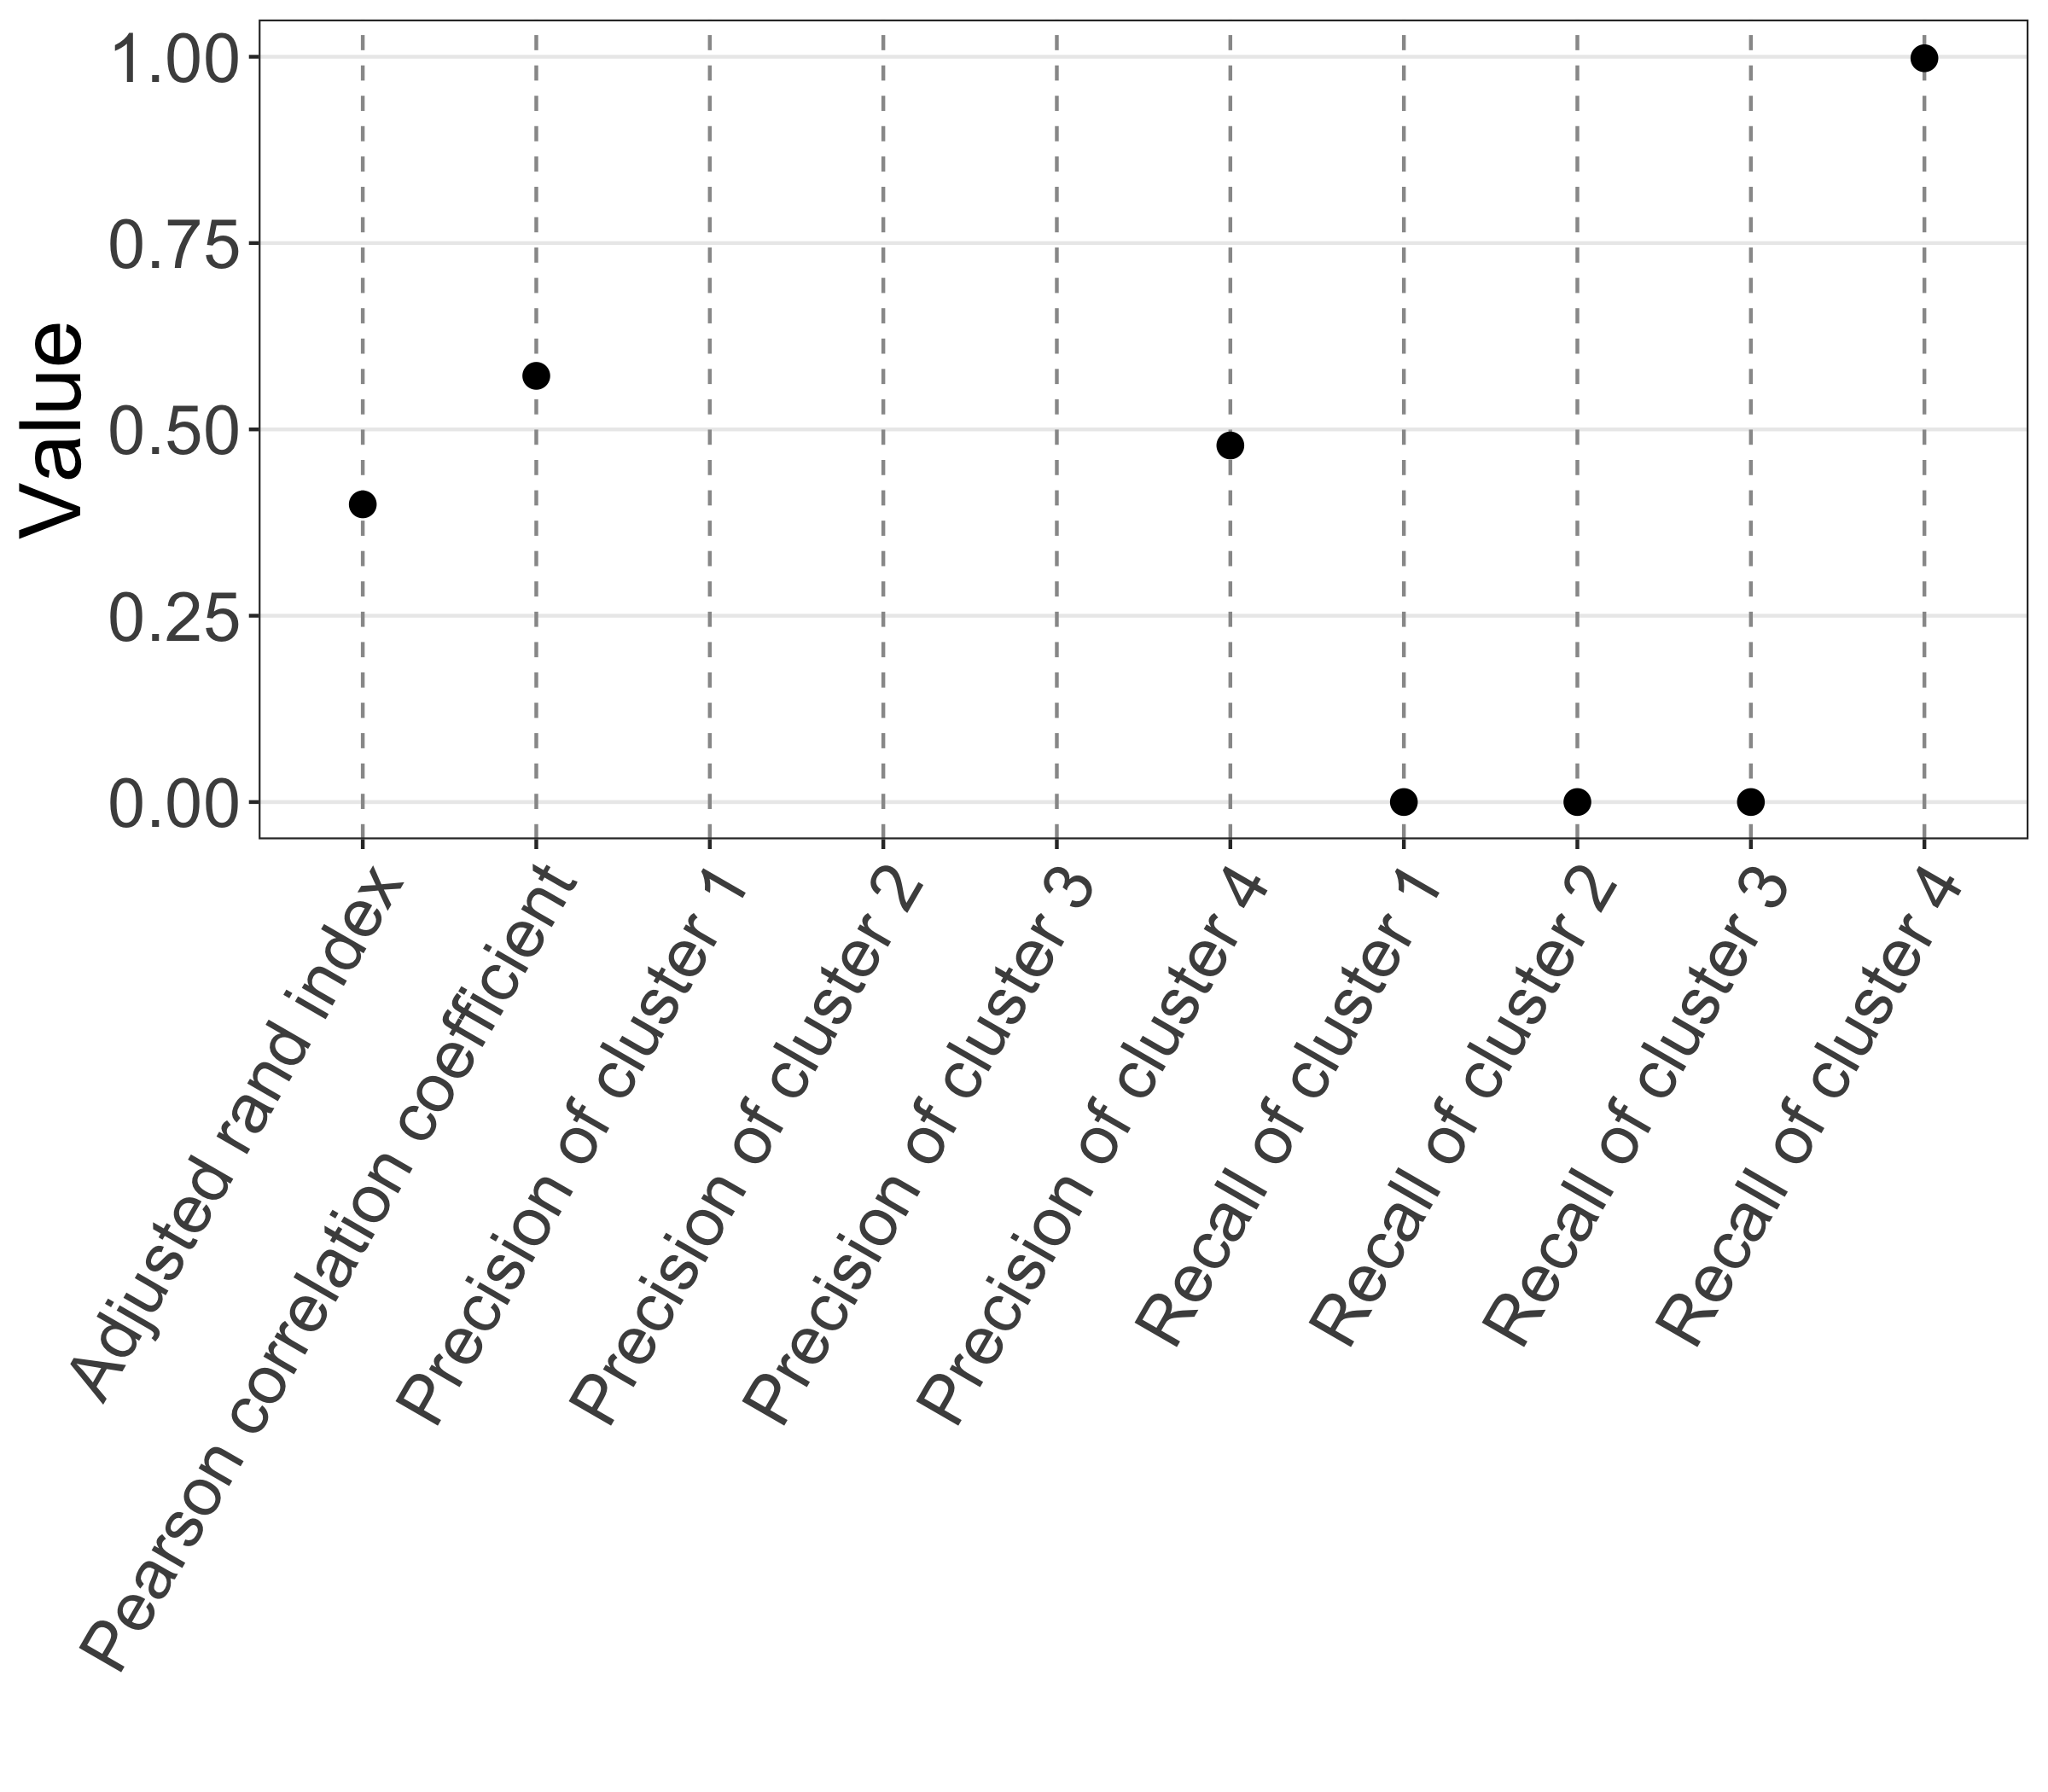 Value
1.00
0.75
0.50
0.25
0.00
Adjusted rand index
Pearson correlation coefficient
Precision of cluster 1
Precision of cluster 2
Precision of cluster 3
Precision of cluster 4
Recall of cluster 1
Recall of cluster 2
Recall of cluster 3
Recall of cluster 4